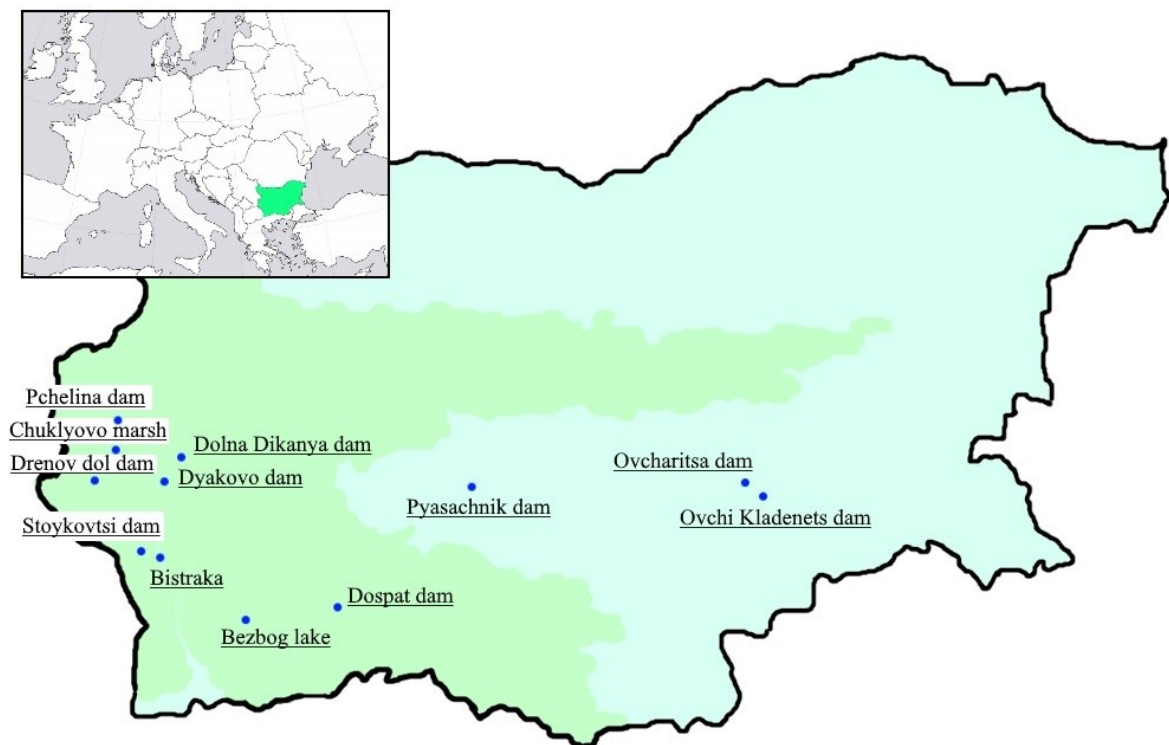 Pchelina dam
Chuklyovo marsh
Dolna Dikanya dam
Drenov dol dam
Dyakovo dam
Ovcharitsa dam
Pyasachnik dam
Ovchi Kladenets dam
Stoykovtsi dam
Bistraka
Dospat dam
Bezbog lake